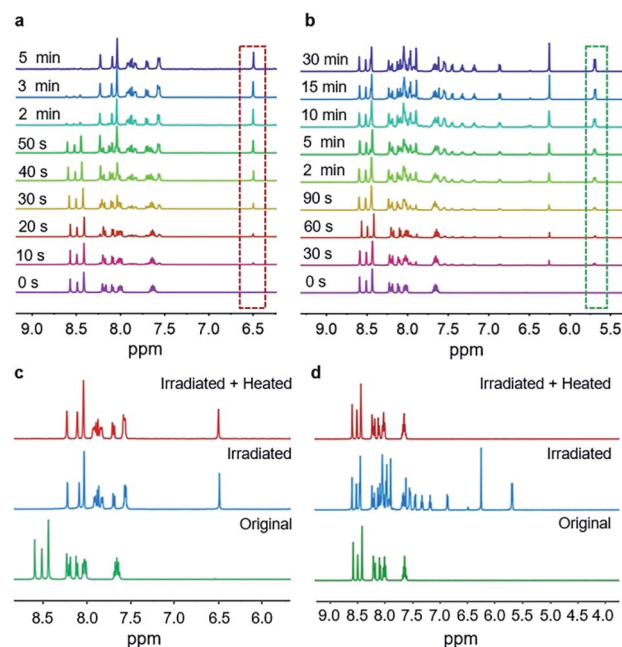 a
5 min
3 min
2 min
50 s
40 s
30 s
20 s
10 s
0 s
9.0 8.5 8.0 7.5 7.0 6.5
ppm
b
30 min
15 min
10 min
5 min
2 min
90 s
60 s
30 s
0 s
9.0 8.5 8.0 7.5 7.0 6.5 6.0 5.5
ppm
c
Irradiated + Heated
Irradiated
Original
8.5 8.0 7.5 7.0 6.5 6.0
ppm
d
Irradiated + Heated
Irradiated
Original
9.0 8.5 8.0 7.5 7.0 6.5 6.0 5.5 5.0 4.5 4.0
ppm